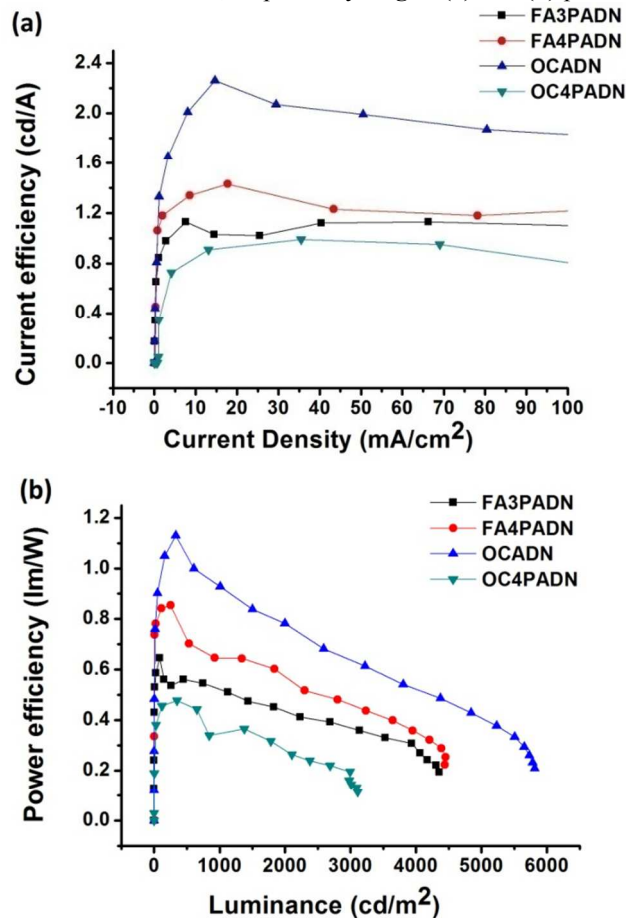 (a)
FA3PADN
FA4PADN
OCADN
OC4PADN
Current efficiency (cd/A)
2.4
2.0
1.6
1.2
0.8
0.4
0.0
-10 0 10 20 30 40 50 60 70 80 90 100
Current Density (mA/cm²)
(b)
FA3PADN
FA4PADN
OCADN
OC4PADN
Power efficiency (lm/W)
1.2
1.0
0.8
0.6
0.4
0.2
0.0
0 1000 2000 3000 4000 5000 6000
Luminance (cd/m²)